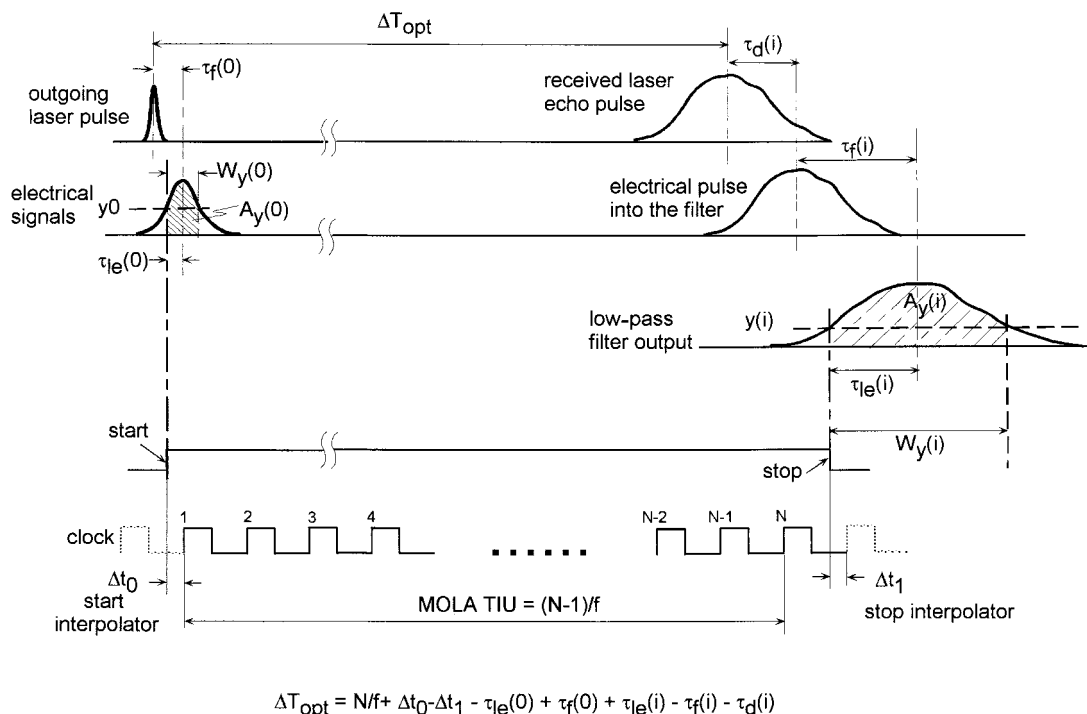 ΔT_opt
τ_f(0)
τ_d(i)
outgoing
laser pulse
received laser
echo pulse
τ_f(i)
electrical
signals
y0
W_y(0)
A_y(0)
electrical pulse
into the filter
τ_le(0)
A_y(i)
low-pass
filter output
y(i)
τ_le(i)
start
W_y(i)
stop
clock
1
2
3
4
N-2
N-1
N
Δt_0
start
interpolator
MOLA TIU = (N-1)/f
Δt_1
stop interpolator
ΔT_opt = N/f+ Δt_0-Δt_1 - τ_le(0) + τ_f(0) + τ_le(i) - τ_f(i) - τ_d(i)